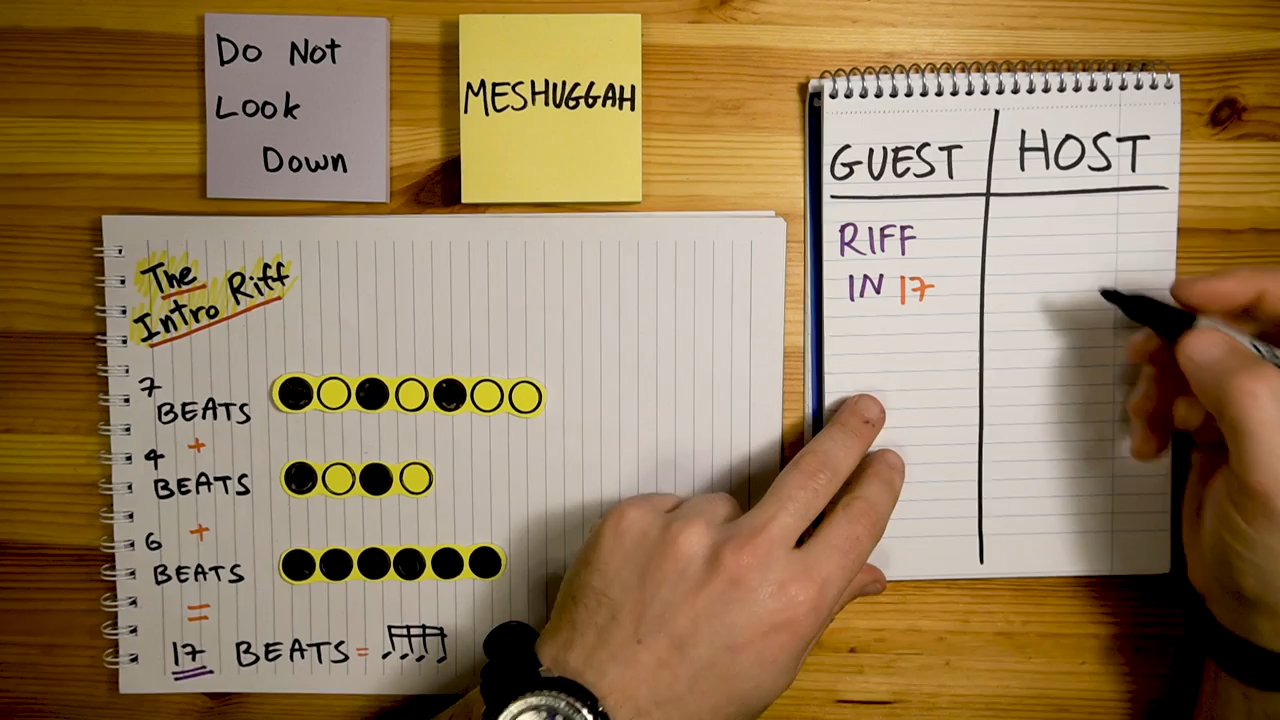 Do Not
Look
Down
MESHUGGAH
GUEST
HOST
RIFF
IN 17
The
Intro Riff
7
BEATS
+
4
BEATS
+
6
BEATS
=
17 BEATS =